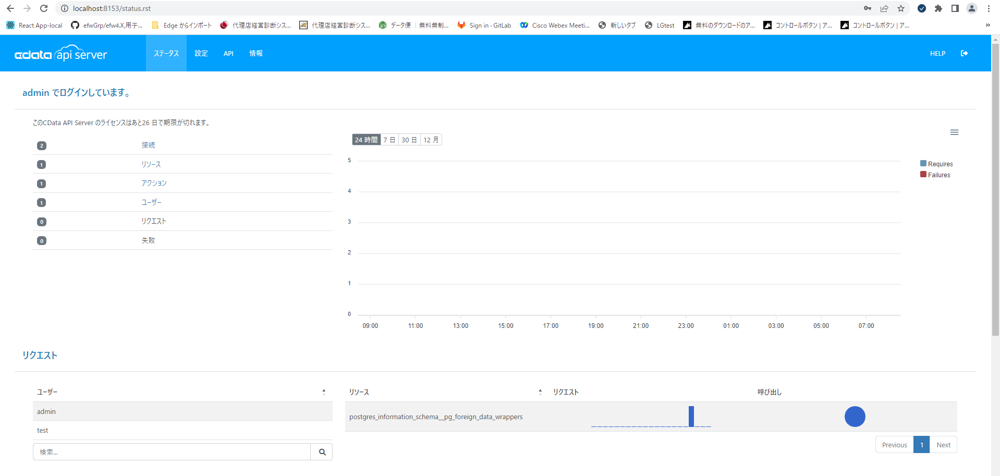 localhost:8153/status.rst
React App-local
efwGrp/efw4.X,用于...
Edge からインポート
代理店経営診断シス...
代理店経営診断シス...
データ便｜無料無制...
Sign in · GitLab
Cisco Webex Meeti...
新しいタブ
LGtest
無料のダウンロードのア...
コントロールボタン | ア...
コントロールボタン | ア...
»
cdata api server
ステータス
設定
API
情報
HELP
admin でログインしています。
このCData API Server のライセンスはあと26 日で期限が切れます。
2 接続
1 リソース
1 アクション
1 ユーザー
0 リクエスト
0 失敗
24 時間 7 日 30 日 12 月
5
4
3
2
1
0
09:00 11:00 13:00 15:00 17:00 19:00 21:00 23:00 01:00 03:00 05:00 07:00
Requires
Failures
リクエスト
ユーザー
admin
test
検索...
リソース リクエスト 呼び出し
postgres_information_schema__pg_foreign_data_wrappers
Previous 1 Next